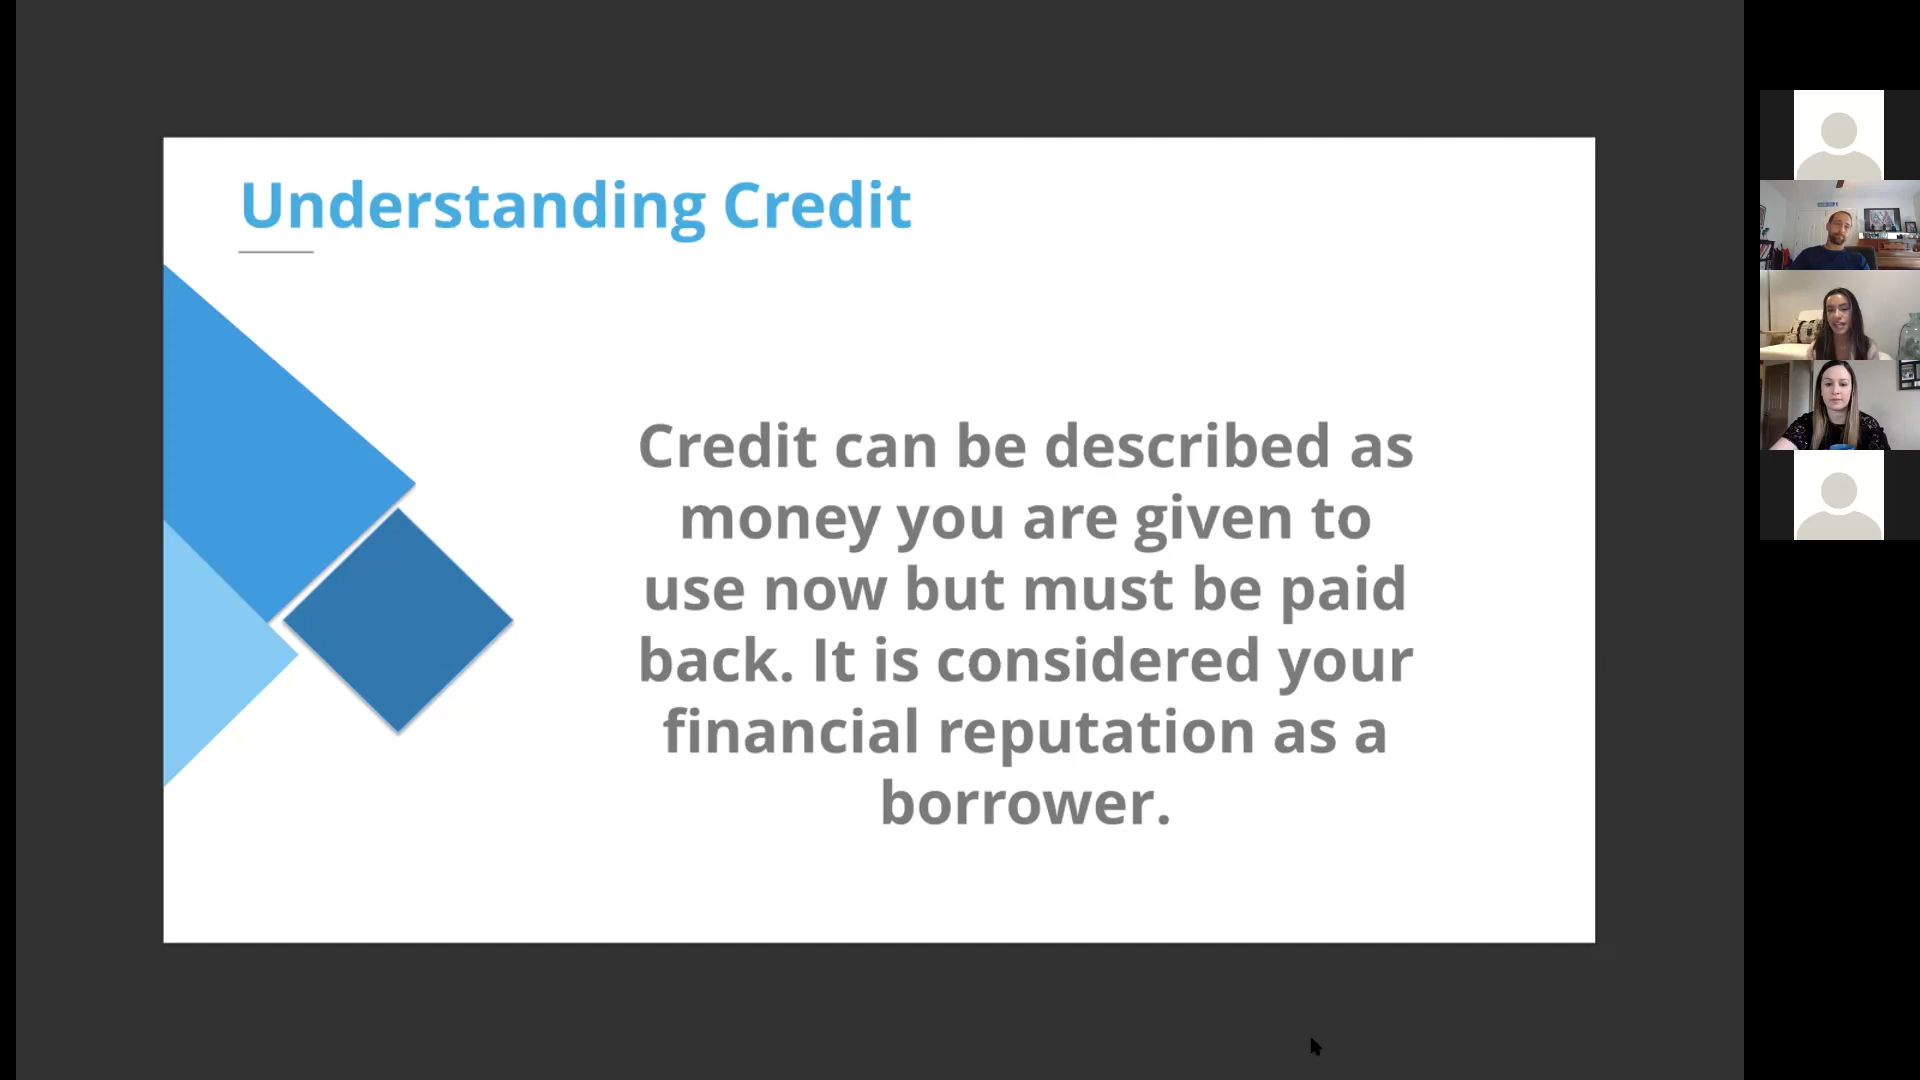 Understanding Credit
Credit can be described as
money you are given to
use now but must be paid
back. It is considered your
financial reputation as a
borrower.